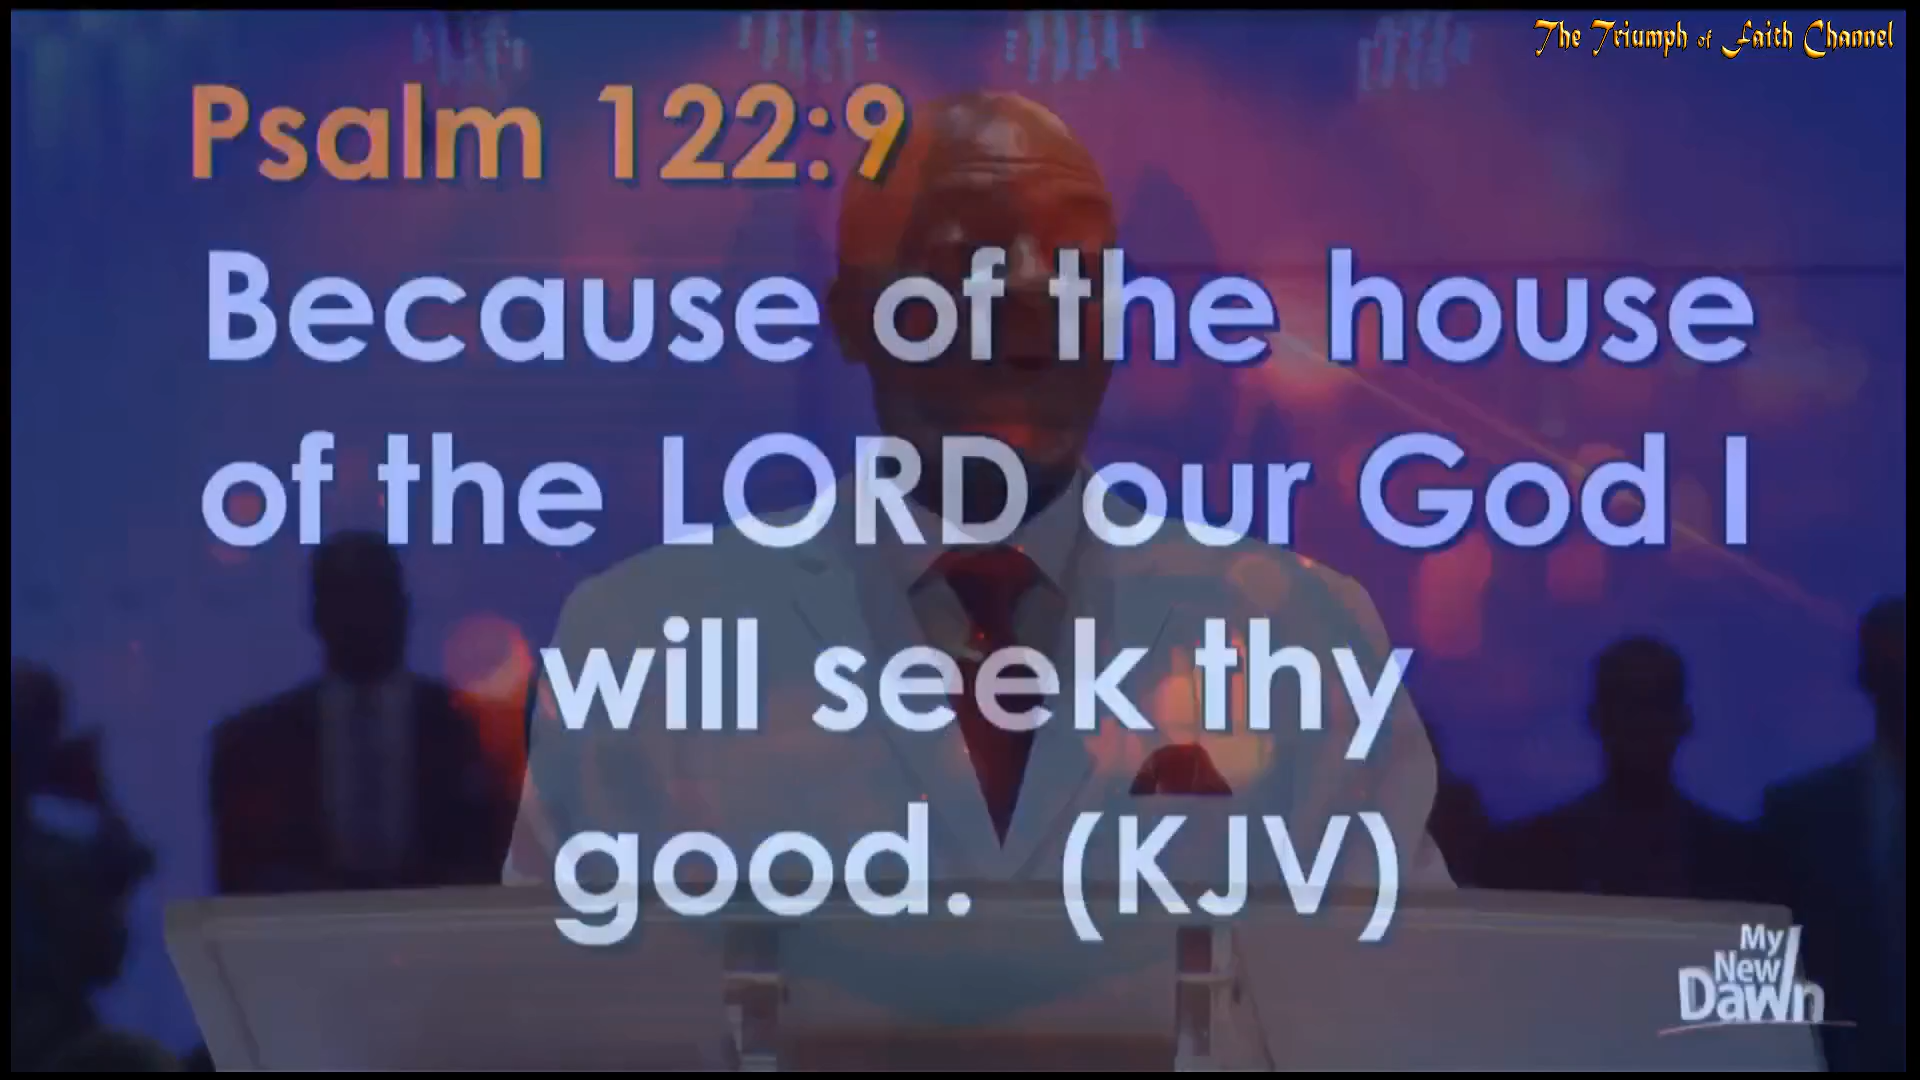 The Triumph of Faith Channel
Psalm 122:9
Because of the house
of the LORD our God I
will seek thy
good. (KJV)
My
New
Dawn